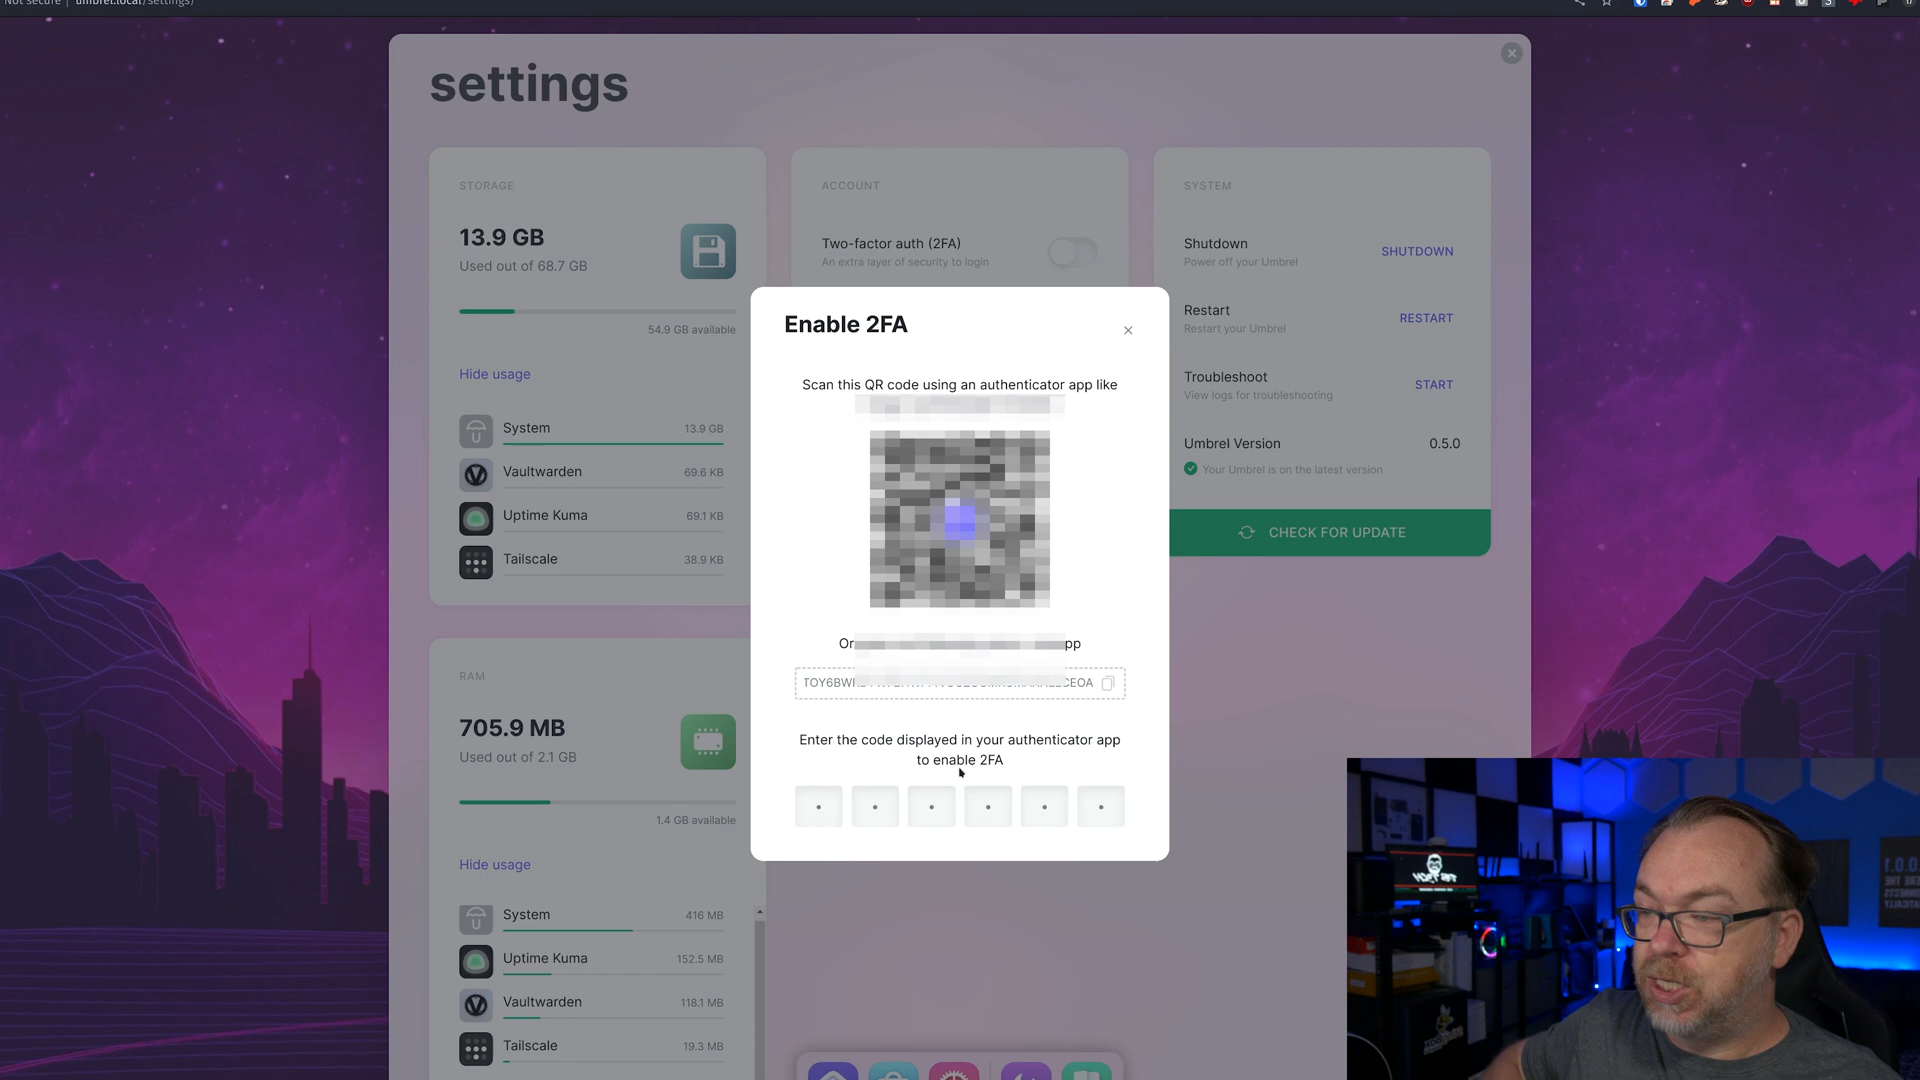 Not secure | umbrel.local/settings/
settings
STORAGE
13.9 GB
Used out of 68.7 GB
54.9 GB available
Hide usage
System 13.9 GB
Vaultwarden 69.6 KB
Uptime Kuma 69.1 KB
Tailscale 38.9 KB
RAM
705.9 MB
Used out of 2.1 GB
1.4 GB available
Hide usage
System 416 MB
Uptime Kuma 152.5 MB
Vaultwarden 118.1 MB
Tailscale 19.3 MB
ACCOUNT
Two-factor auth (2FA)
An extra layer of security to login
Enable 2FA
Scan this QR code using an authenticator app like
Or
Enter the code displayed in your authenticator app
to enable 2FA
SYSTEM
Shutdown SHUTDOWN
Power off your Umbrel
Restart RESTART
Restart your Umbrel
Troubleshoot START
View logs for troubleshooting
Umbrel Version 0.5.0
Your Umbrel is on the latest version
CHECK FOR UPDATE